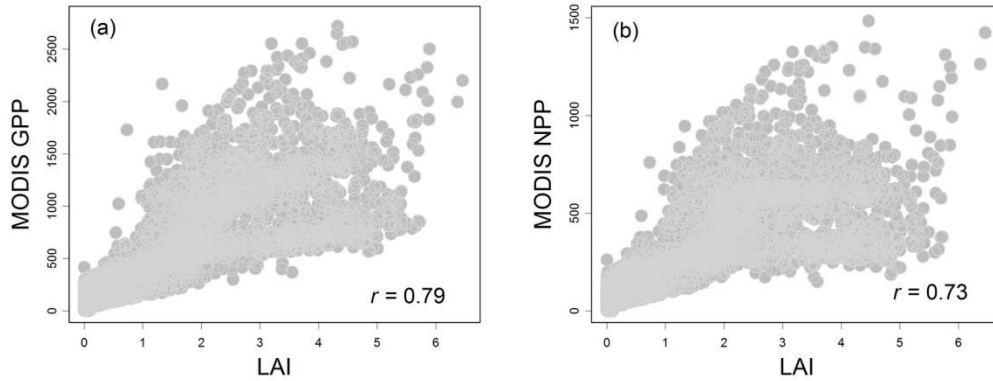 (a)
MODIS GPP
2500
2000
1500
1000
500
0
0 1 2 3 4 5 6
LAI
r = 0.79
(b)
MODIS NPP
1500
1000
500
0
0 1 2 3 4 5 6
LAI
r = 0.73